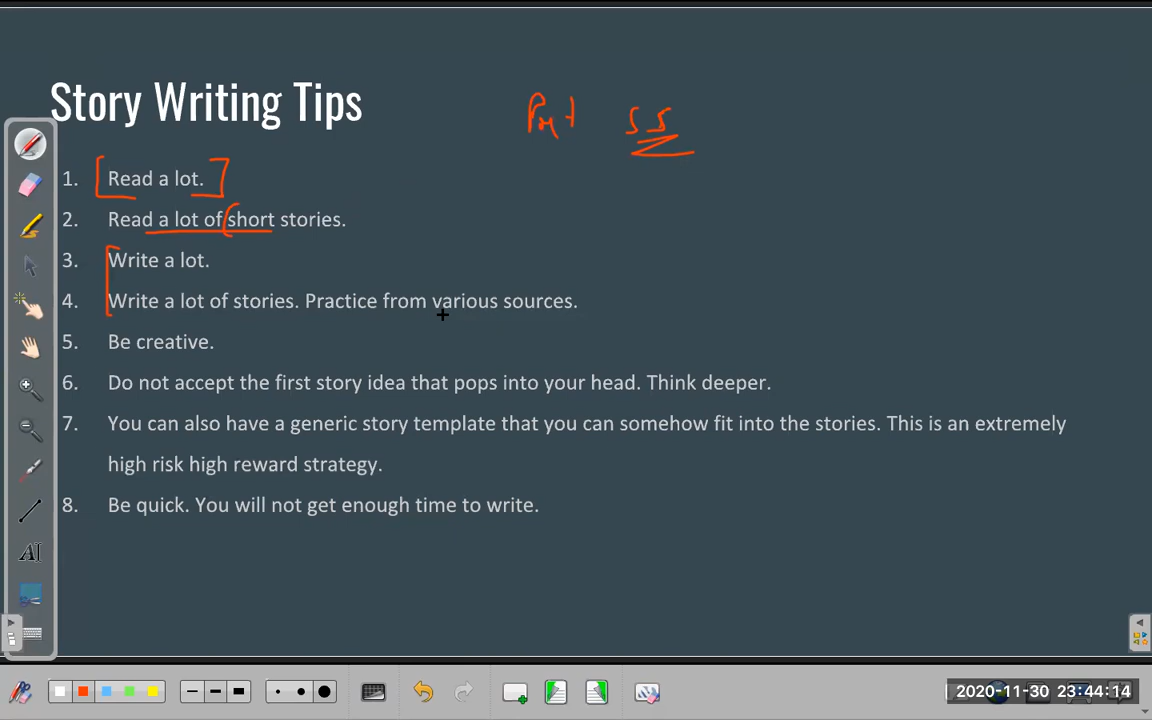 Story Writing Tips
SS
1. Read a lot.
2. Read a lot of short stories.
3. Write a lot.
4. Write a lot of stories. Practice from various sources.
5. Be creative.
6. Do not accept the first story idea that pops into your head. Think deeper.
7. You can also have a generic story template that you can somehow fit into the stories. This is an extremely
high risk high reward strategy.
8. Be quick. You will not get enough time to write.
2020-11-30 23:44:14